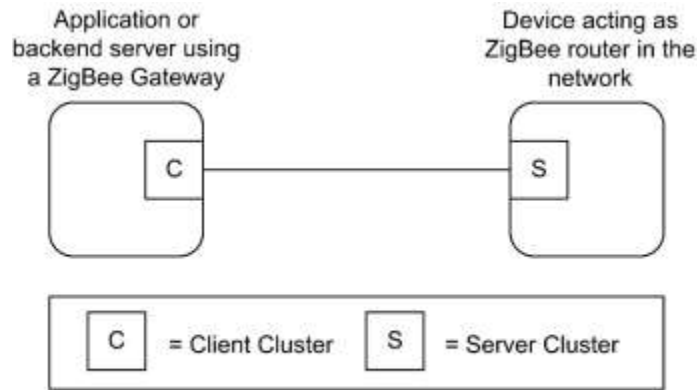 Application or
backend server using
a ZigBee Gateway
Device acting as
ZigBee router in the
network
C
S
C = Client Cluster S = Server Cluster